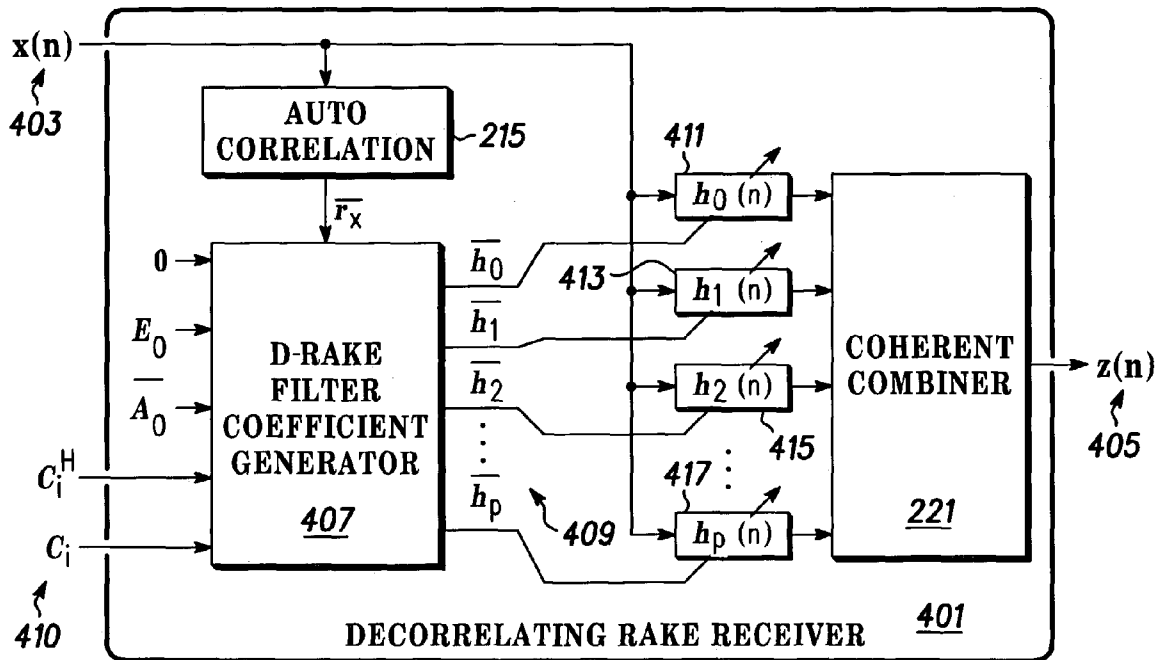 x(n)
403
AUTO
CORRELATION
215
r̅x̅
0
E0
A̅0̅
CiH
Ci
410
D-RAKE
FILTER
COEFFICIENT
GENERATOR
407
h̅0̅
h̅1̅
h̅2̅
h̅p̅
409
411
h0 (n)
413
h1 (n)
h2 (n)
415
417
hp (n)
COHERENT
COMBINER
221
z(n)
405
DECORRELATING RAKE RECEIVER
401